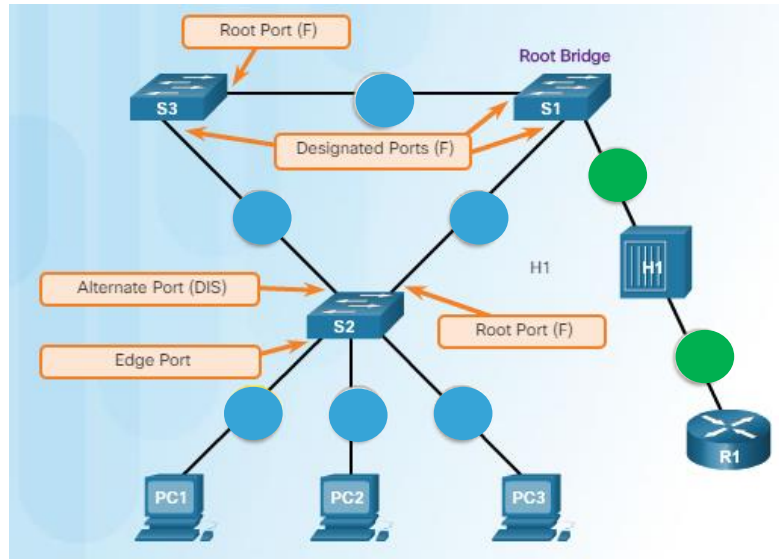 Root Port (F)
Root Bridge
S3
S1
Designated Ports (F)
H1
H1
Alternate Port (DIS)
S2
Root Port (F)
Edge Port
R1
PC1
PC2
PC3